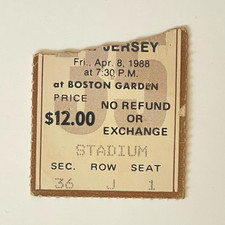 JERSEY
Fri., Apr. 8, 1988
at 7:30 P.M.
at BOSTON GARDEN
PRICE
$12.00
NO REFUND
OR
EXCHANGE
STADIUM
SEC. ROW SEAT
36 J 1